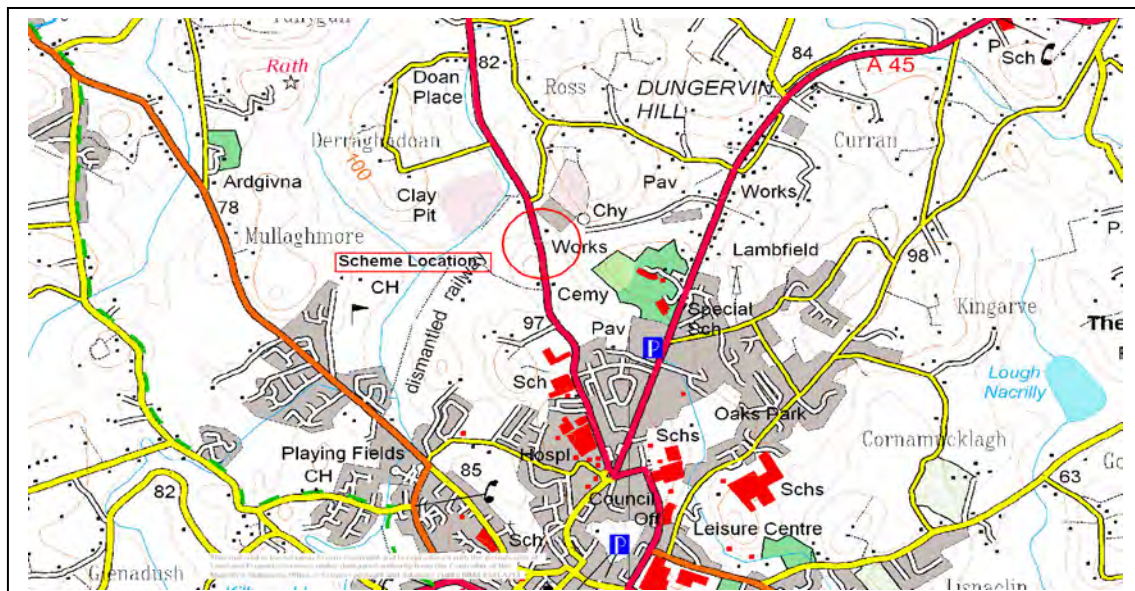 Rath
Doan
Place
82
Ross
DUNGERVIN
HILL
84
A 45
P
Sch
Derraghadoan
100
Curran
Ardgivna
Clay
Pit
Pav
Works
78
Chy
Mullaghmore
Works
Lambfield
98
Scheme Location
CH
Cemy
Kingarve
dismantled railway
97
Pav
Special
Sch
P
The
Lough
Nacrilly
Sch
Oaks Park
Cornamucklagh
Playing Fields
CH
Hospl
Schs
85
63
82
Council
Off
Schs
Leisure Centre
Sch
P
Glenadush
Lisnaclin